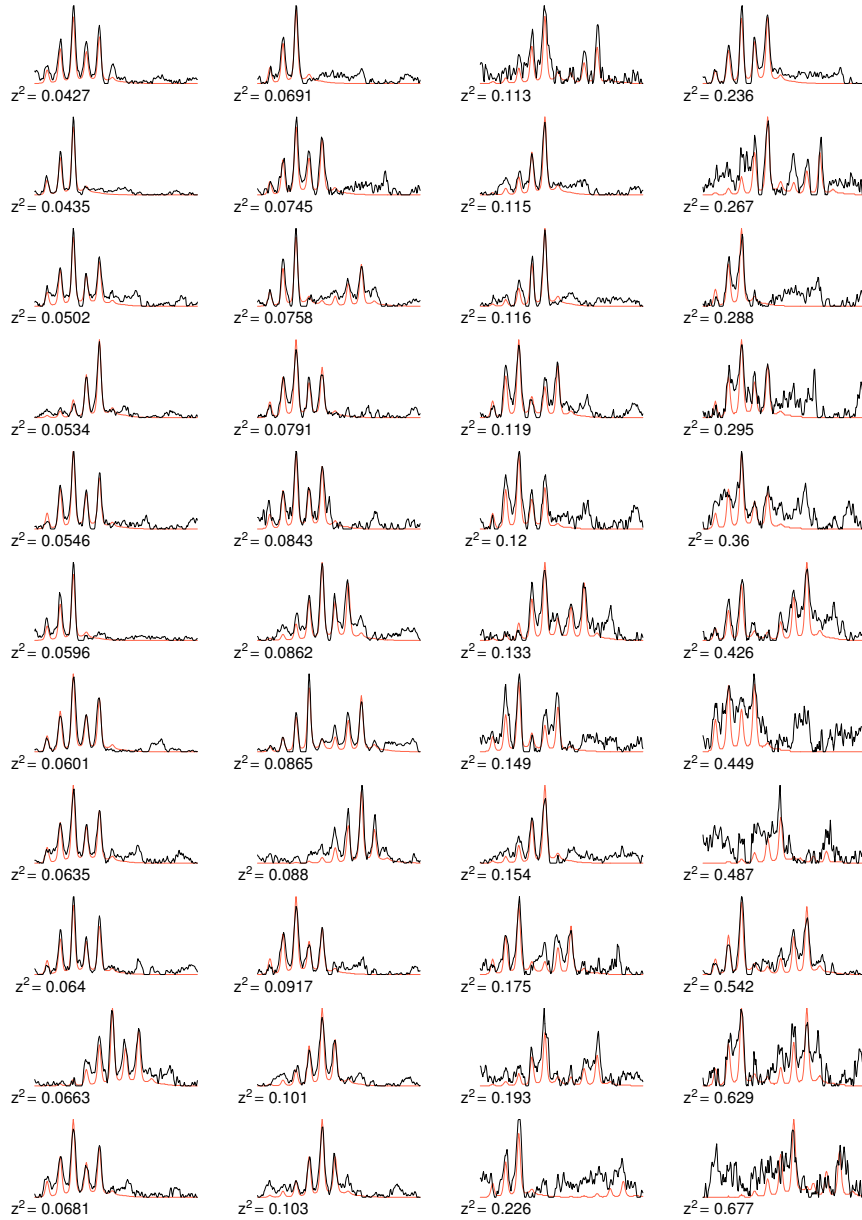 z² = 0.0427
z² = 0.0691
z² = 0.113
z² = 0.236
z² = 0.0435
z² = 0.0745
z² = 0.115
z² = 0.267
z² = 0.0502
z² = 0.0758
z² = 0.116
z² = 0.288
z² = 0.0534
z² = 0.0791
z² = 0.119
z² = 0.295
z² = 0.0546
z² = 0.0843
z² = 0.12
z² = 0.36
z² = 0.0596
z² = 0.0862
z² = 0.133
z² = 0.426
z² = 0.0601
z² = 0.0865
z² = 0.149
z² = 0.449
z² = 0.0635
z² = 0.088
z² = 0.154
z² = 0.487
z² = 0.064
z² = 0.0917
z² = 0.175
z² = 0.542
z² = 0.0663
z² = 0.101
z² = 0.193
z² = 0.629
z² = 0.0681
z² = 0.103
z² = 0.226
z² = 0.677